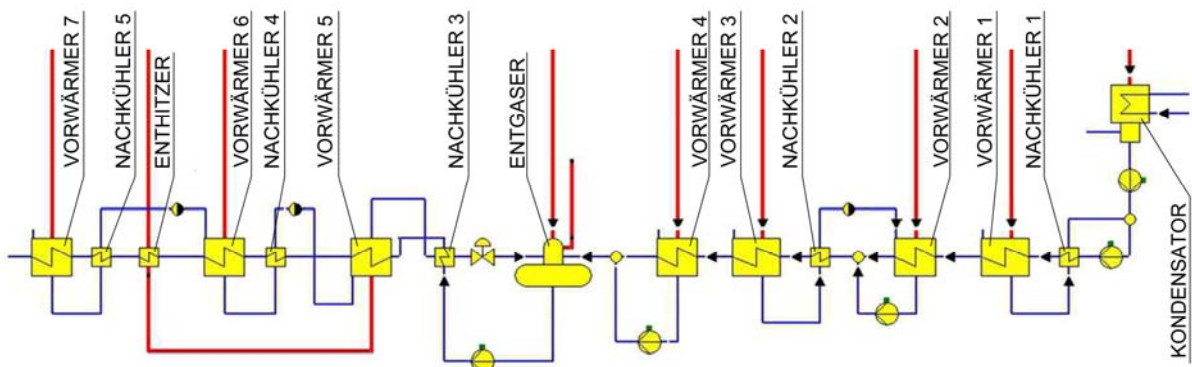 VORWÄRMER 7
NACHKÜHLER 5
ENTHITZER
VORWÄRMER 6
NACHKÜHLER 4
VORWÄRMER 5
NACHKÜHLER 3
ENTGASER
VORWÄRMER 4
VORWÄRMER 3
NACHKÜHLER 2
VORWÄRMER 2
VORWÄRMER 1
NACHKÜHLER 1
KONDENSATOR